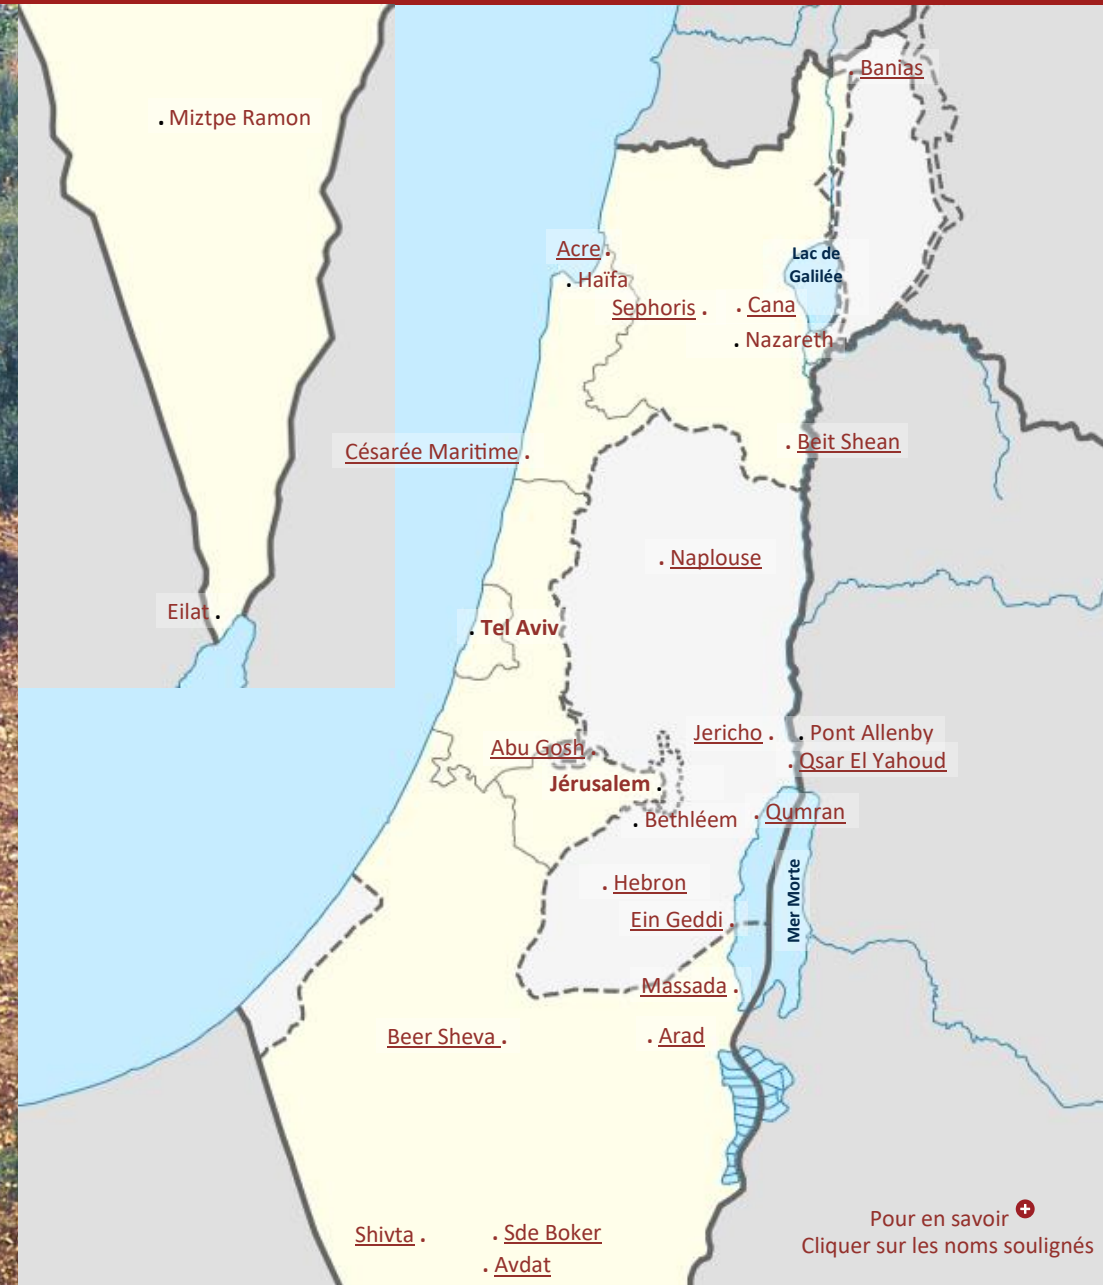 Banias
Miztpe Ramon
Acre
Lac de
Galilée
Haïfa
Sephoris
Cana
Nazareth
Beit Shean
Césarée Maritime
Naplouse
Eilat
Tel Aviv
Jericho
Pont Allenby
Abu Gosh
Qsar El Yahoud
Jérusalem
Bethléem
Qumran
Mer Morte
Hebron
Ein Geddi
Massada
Beer Sheva
Arad
Shivta
Sde Boker
Avdat
Pour en savoir +
Cliquer sur les noms soulignés